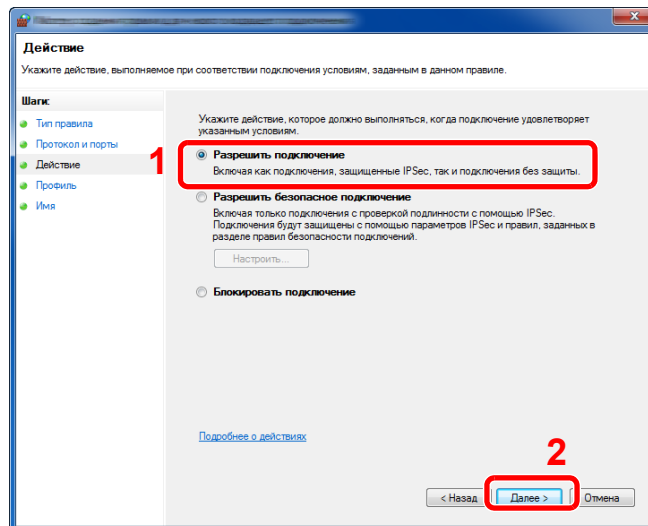 Действие
Укажите действие, выполняемое при соответствии подключения условиям, заданным в данном правиле.
Шаги:
Тип правила
Протокол и порты
Действие
Профиль
Имя
Укажите действие, которое должно выполняться, когда подключение удовлетворяет
указанным условиям.
1
Разрешить подключение
Включая как подключения, защищенные IPSec, так и подключения без защиты.
Разрешить безопасное подключение
Включая только подключения с проверкой подлинности с помощью IPSec.
Подключения будут защищены с помощью параметров IPSec и правил, заданных в
разделе правил безопасности подключений.
Настроить...
Блокировать подключение
Подробнее о действиях
2
< Назад
Далее >
Отмена